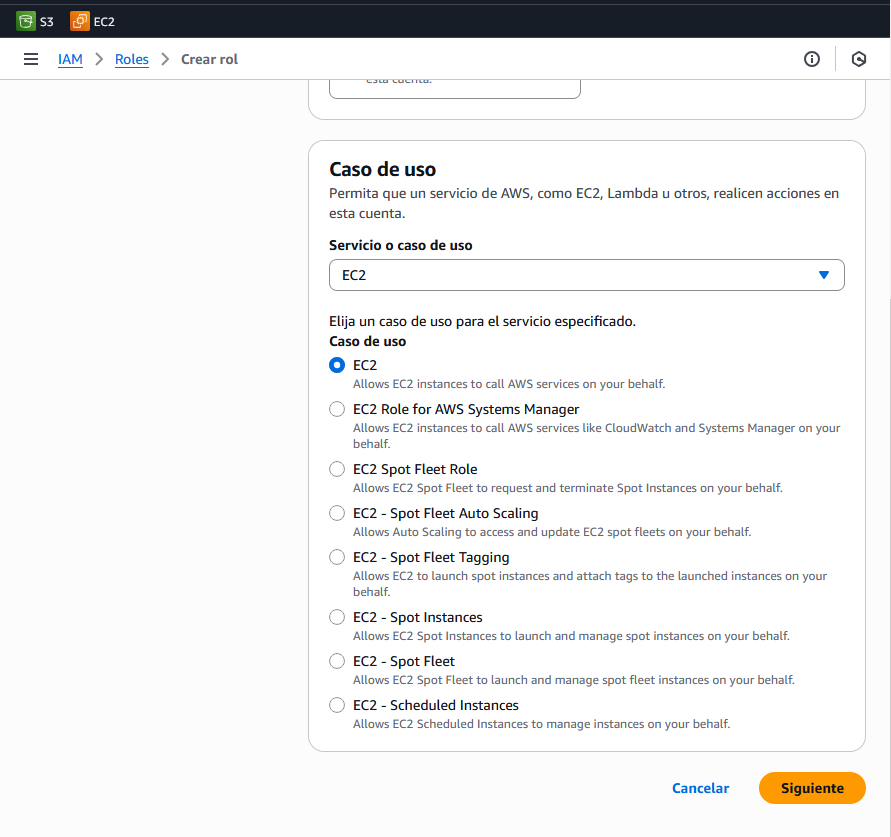 S3 EC2
IAM Roles Crear rol
esta cuenta.
Caso de uso
Permita que un servicio de AWS, como EC2, Lambda u otros, realicen acciones en
esta cuenta.
Servicio o caso de uso
EC2
Elija un caso de uso para el servicio especificado.
Caso de uso
EC2
Allows EC2 instances to call AWS services on your behalf.
EC2 Role for AWS Systems Manager
Allows EC2 instances to call AWS services like CloudWatch and Systems Manager on your
behalf.
EC2 Spot Fleet Role
Allows EC2 Spot Fleet to request and terminate Spot Instances on your behalf.
EC2 - Spot Fleet Auto Scaling
Allows Auto Scaling to access and update EC2 spot fleets on your behalf.
EC2 - Spot Fleet Tagging
Allows EC2 to launch spot instances and attach tags to the launched instances on your
behalf.
EC2 - Spot Instances
Allows EC2 Spot Instances to launch and manage spot instances on your behalf.
EC2 - Spot Fleet
Allows EC2 Spot Fleet to launch and manage spot fleet instances on your behalf.
EC2 - Scheduled Instances
Allows EC2 Scheduled Instances to manage instances on your behalf.
Cancelar Siguiente